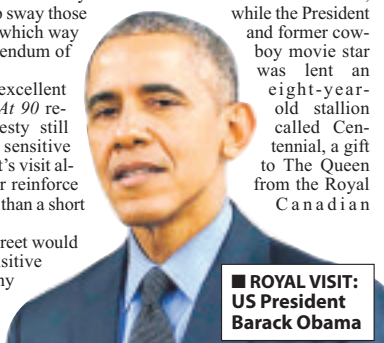 o sway those
which way
endum of
excellent
At 90 re-
esty still
sensitive
t's visit al-
r reinforce
than a short
reet would
sitive
ny
while the President
and former cow-
boy movie star
was lent an
eight-year-
old stallion
called Cen-
tennial, a gift
to The Queen
from the Royal
Canadian
■ ROYAL VISIT:
US President
Barack Obama